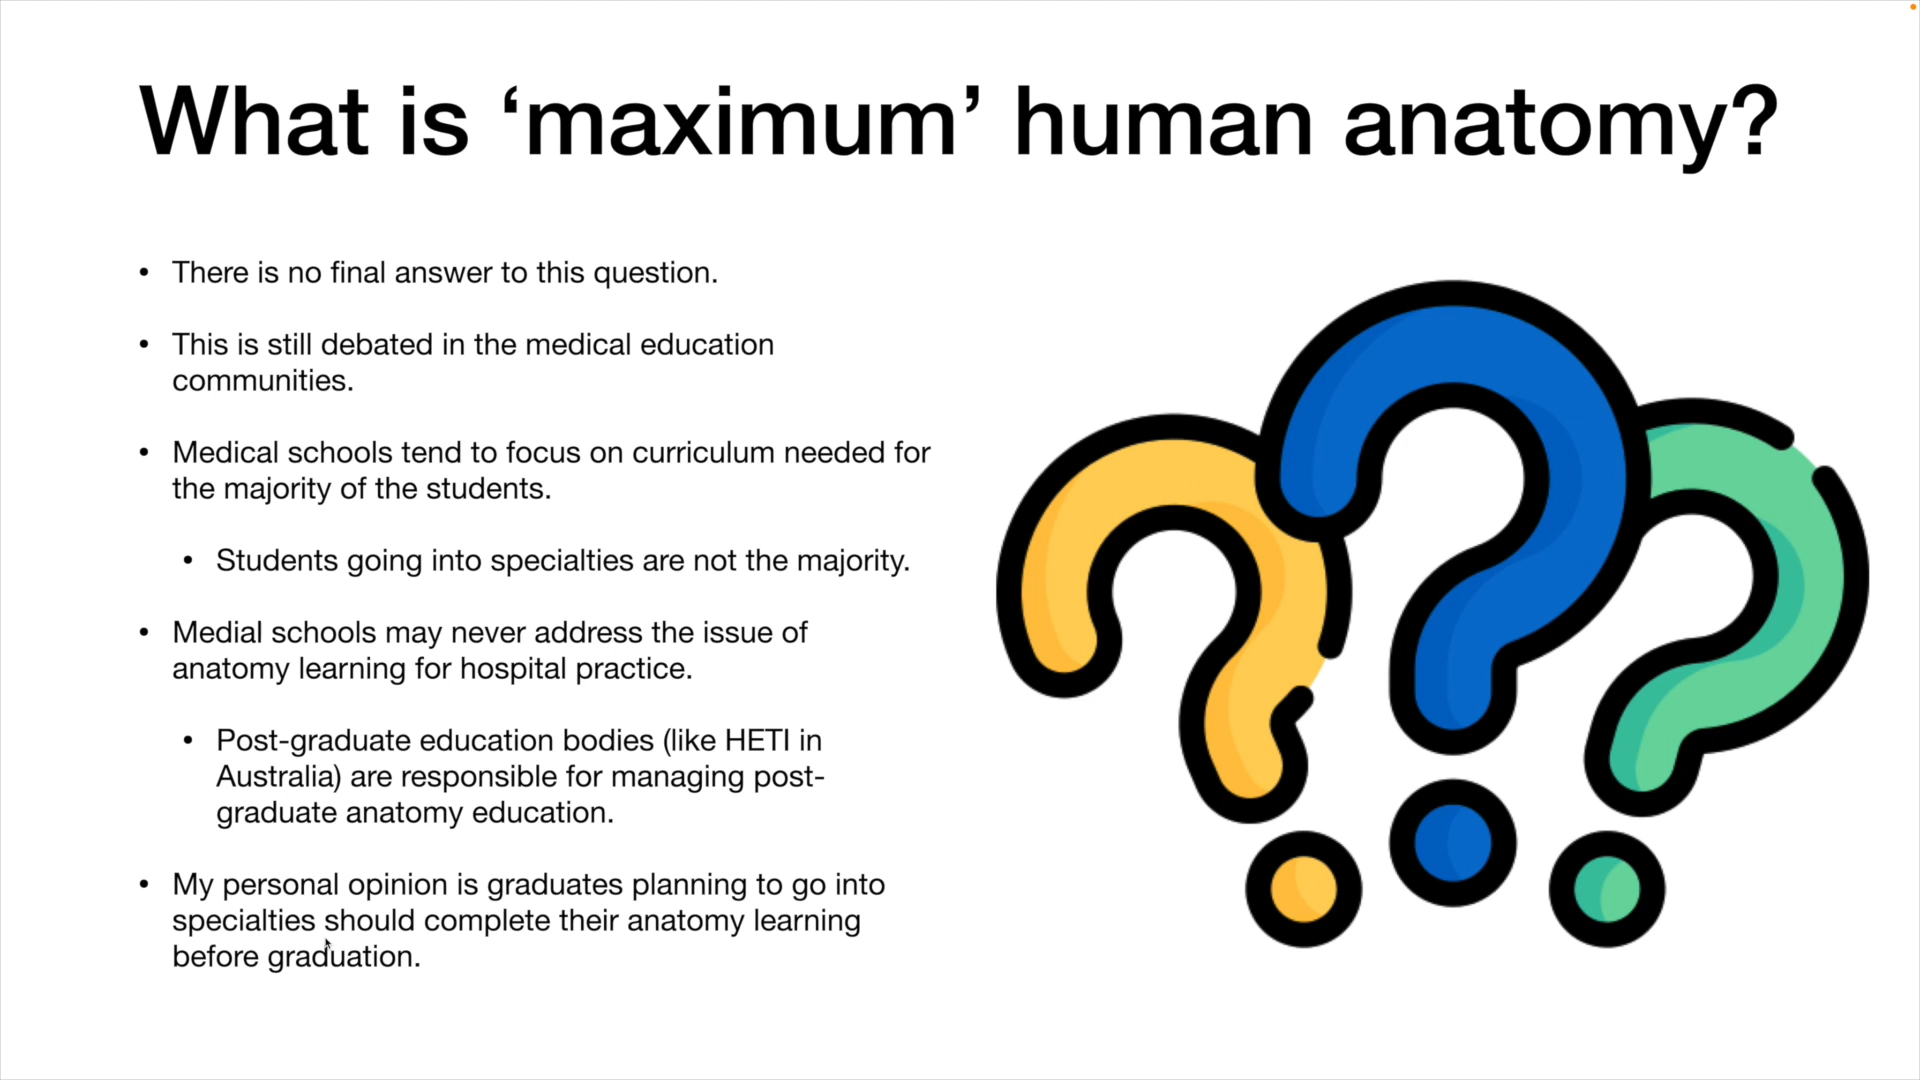 What is ‘maximum’ human anatomy?
• There is no final answer to this question.
• This is still debated in the medical education
communities.
• Medical schools tend to focus on curriculum needed for
the majority of the students.
• Students going into specialties are not the majority.
• Medial schools may never address the issue of
anatomy learning for hospital practice.
• Post-graduate education bodies (like HETI in
Australia) are responsible for managing post-
graduate anatomy education.
• My personal opinion is graduates planning to go into
specialties should complete their anatomy learning
before graduation.